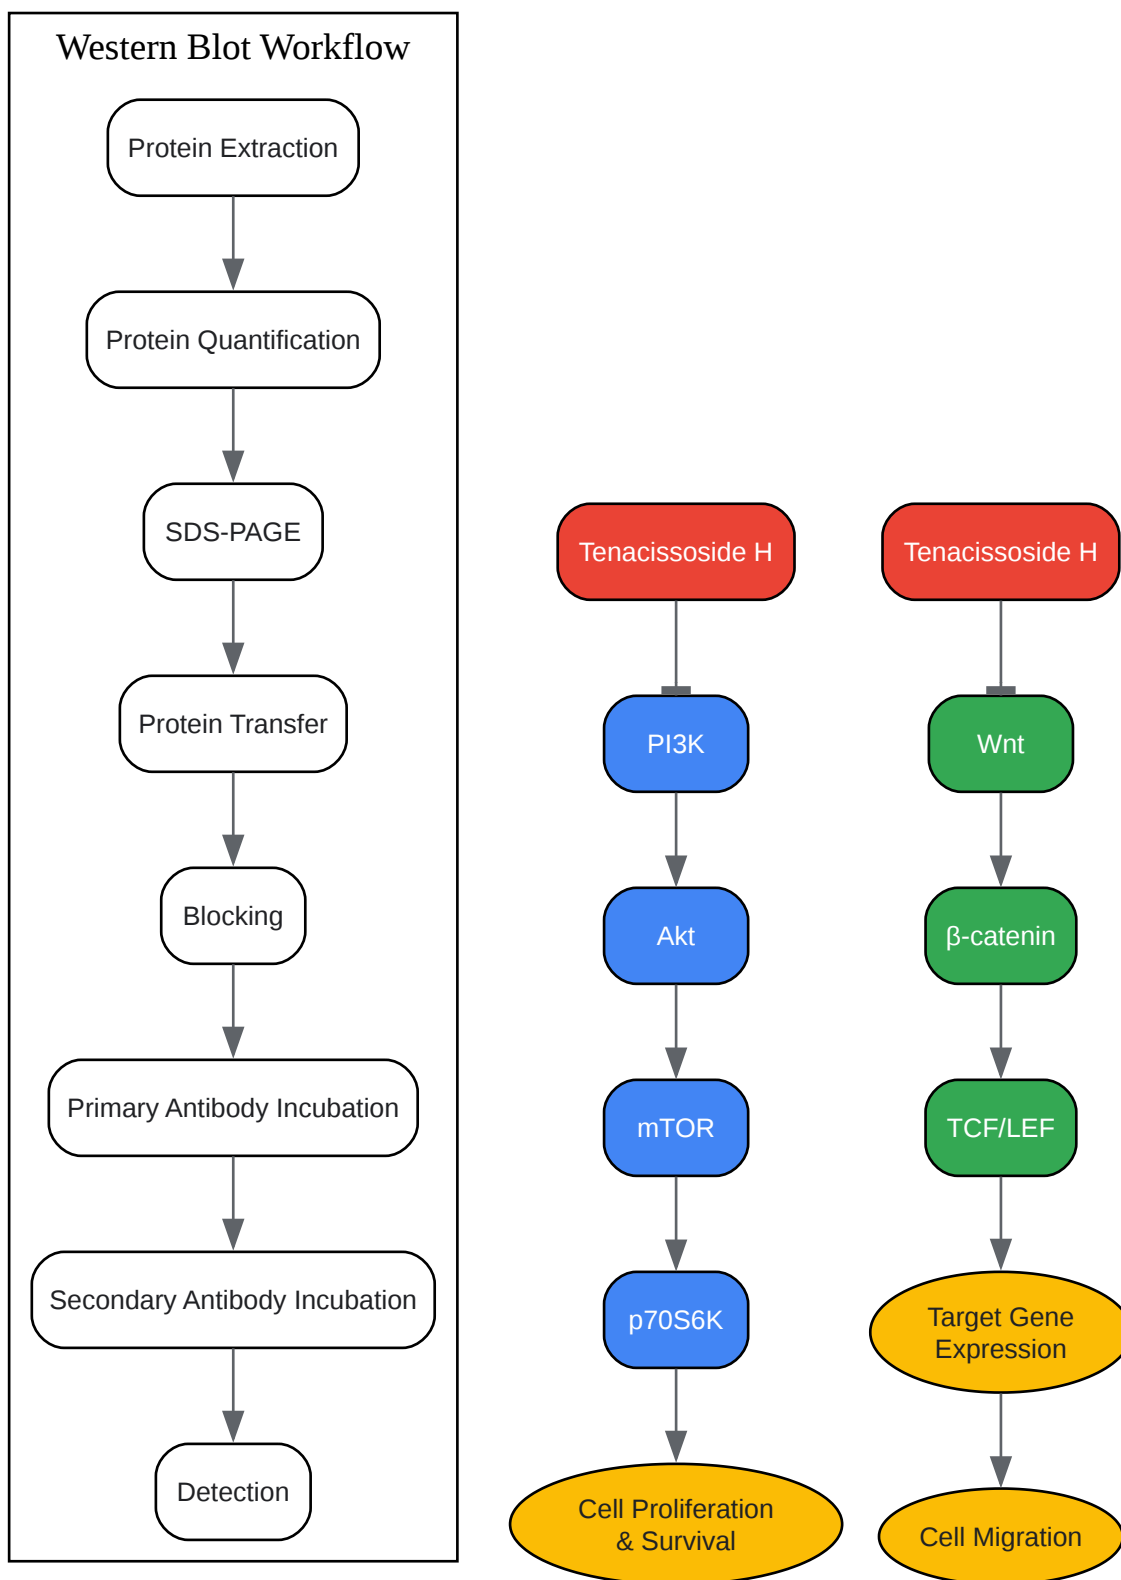 Western Blot Workflow
Protein Extraction
Protein Quantification
SDS-PAGE
Protein Transfer
Blocking
Primary Antibody Incubation
Secondary Antibody Incubation
Detection
Tenacissoside H
PI3K
Akt
mTOR
p70S6K
Cell Proliferation
& Survival
Tenacissoside H
Wnt
β-catenin
TCF/LEF
Target Gene
Expression
Cell Migration